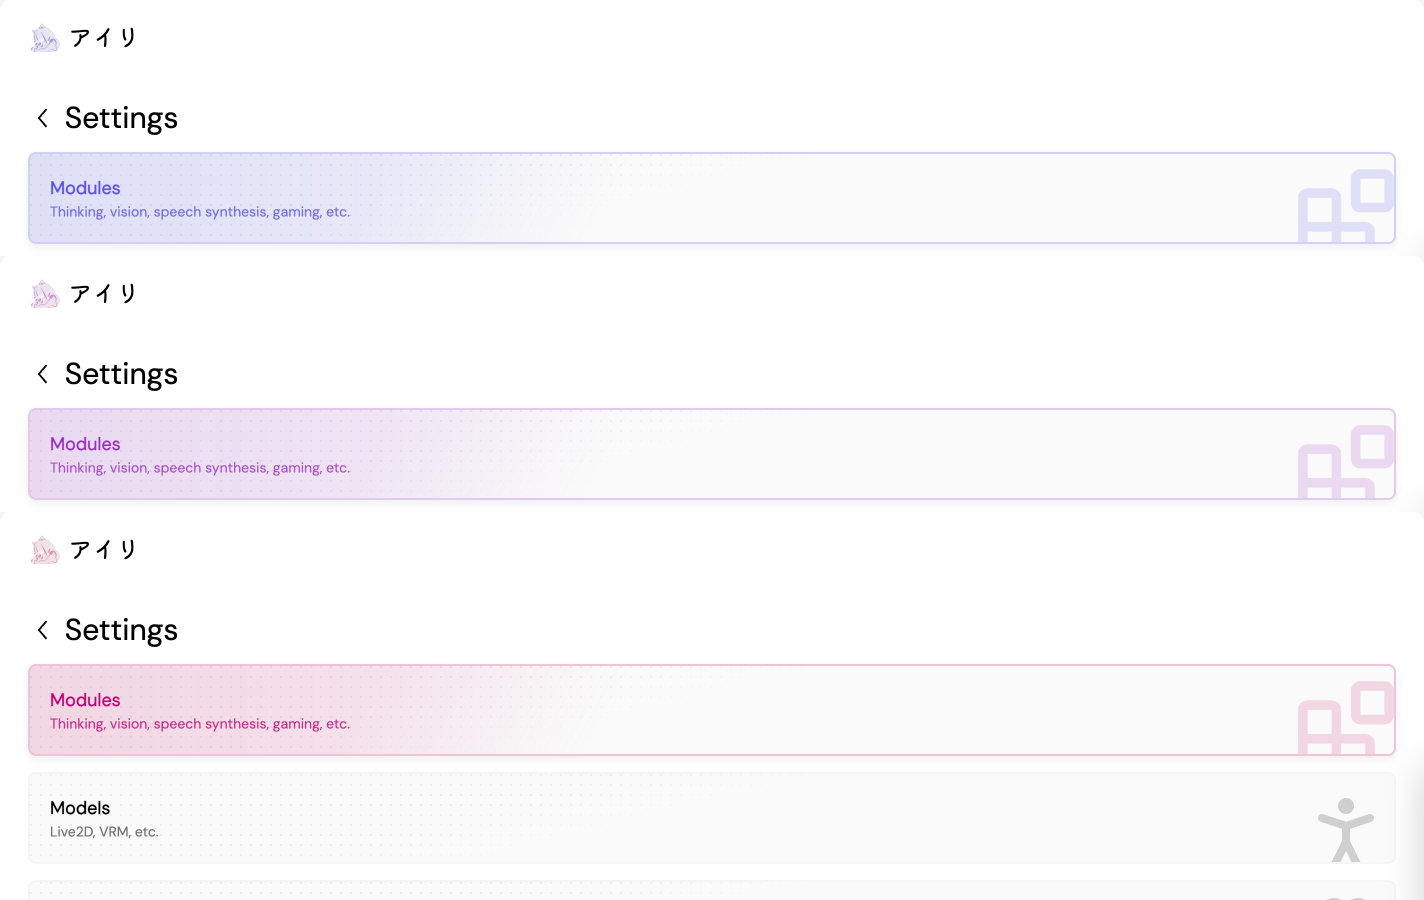 アイリ
Settings
Modules
Thinking, vision, speech synthesis, gaming, etc.
アイリ
Settings
Modules
Thinking, vision, speech synthesis, gaming, etc.
アイリ
Settings
Modules
Thinking, vision, speech synthesis, gaming, etc.
Models
Live2D, VRM, etc.